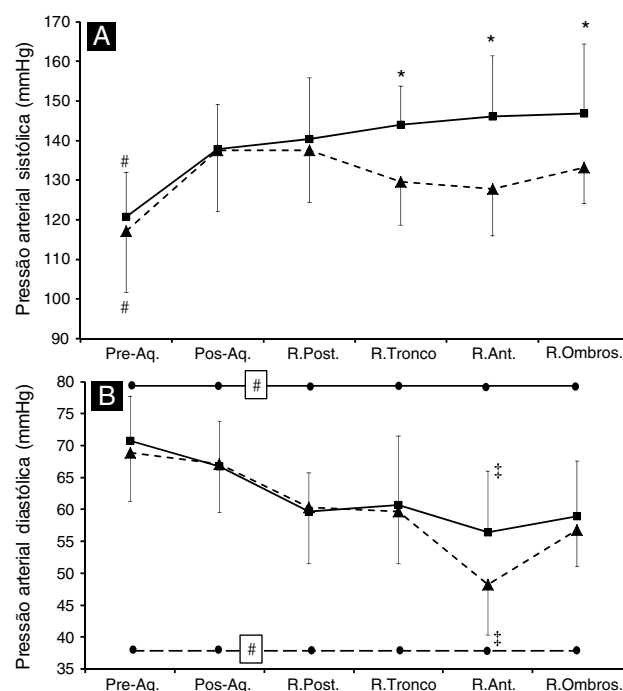 A
Pressão arterial sistólica (mmHg)
170
160
150
140
130
120
110
100
90
#
#
*
*
*
Pre-Aq.
Pos-Aq.
R.Post.
R.Tronco
R.Ant.
R.Ombros.
B
Pressão arterial diastólica (mmHg)
80
75
70
65
60
55
50
45
40
35
#
‡
‡
#
Pre-Aq.
Pos-Aq.
R.Post.
R.Tronco
R.Ant.
R.Ombros.